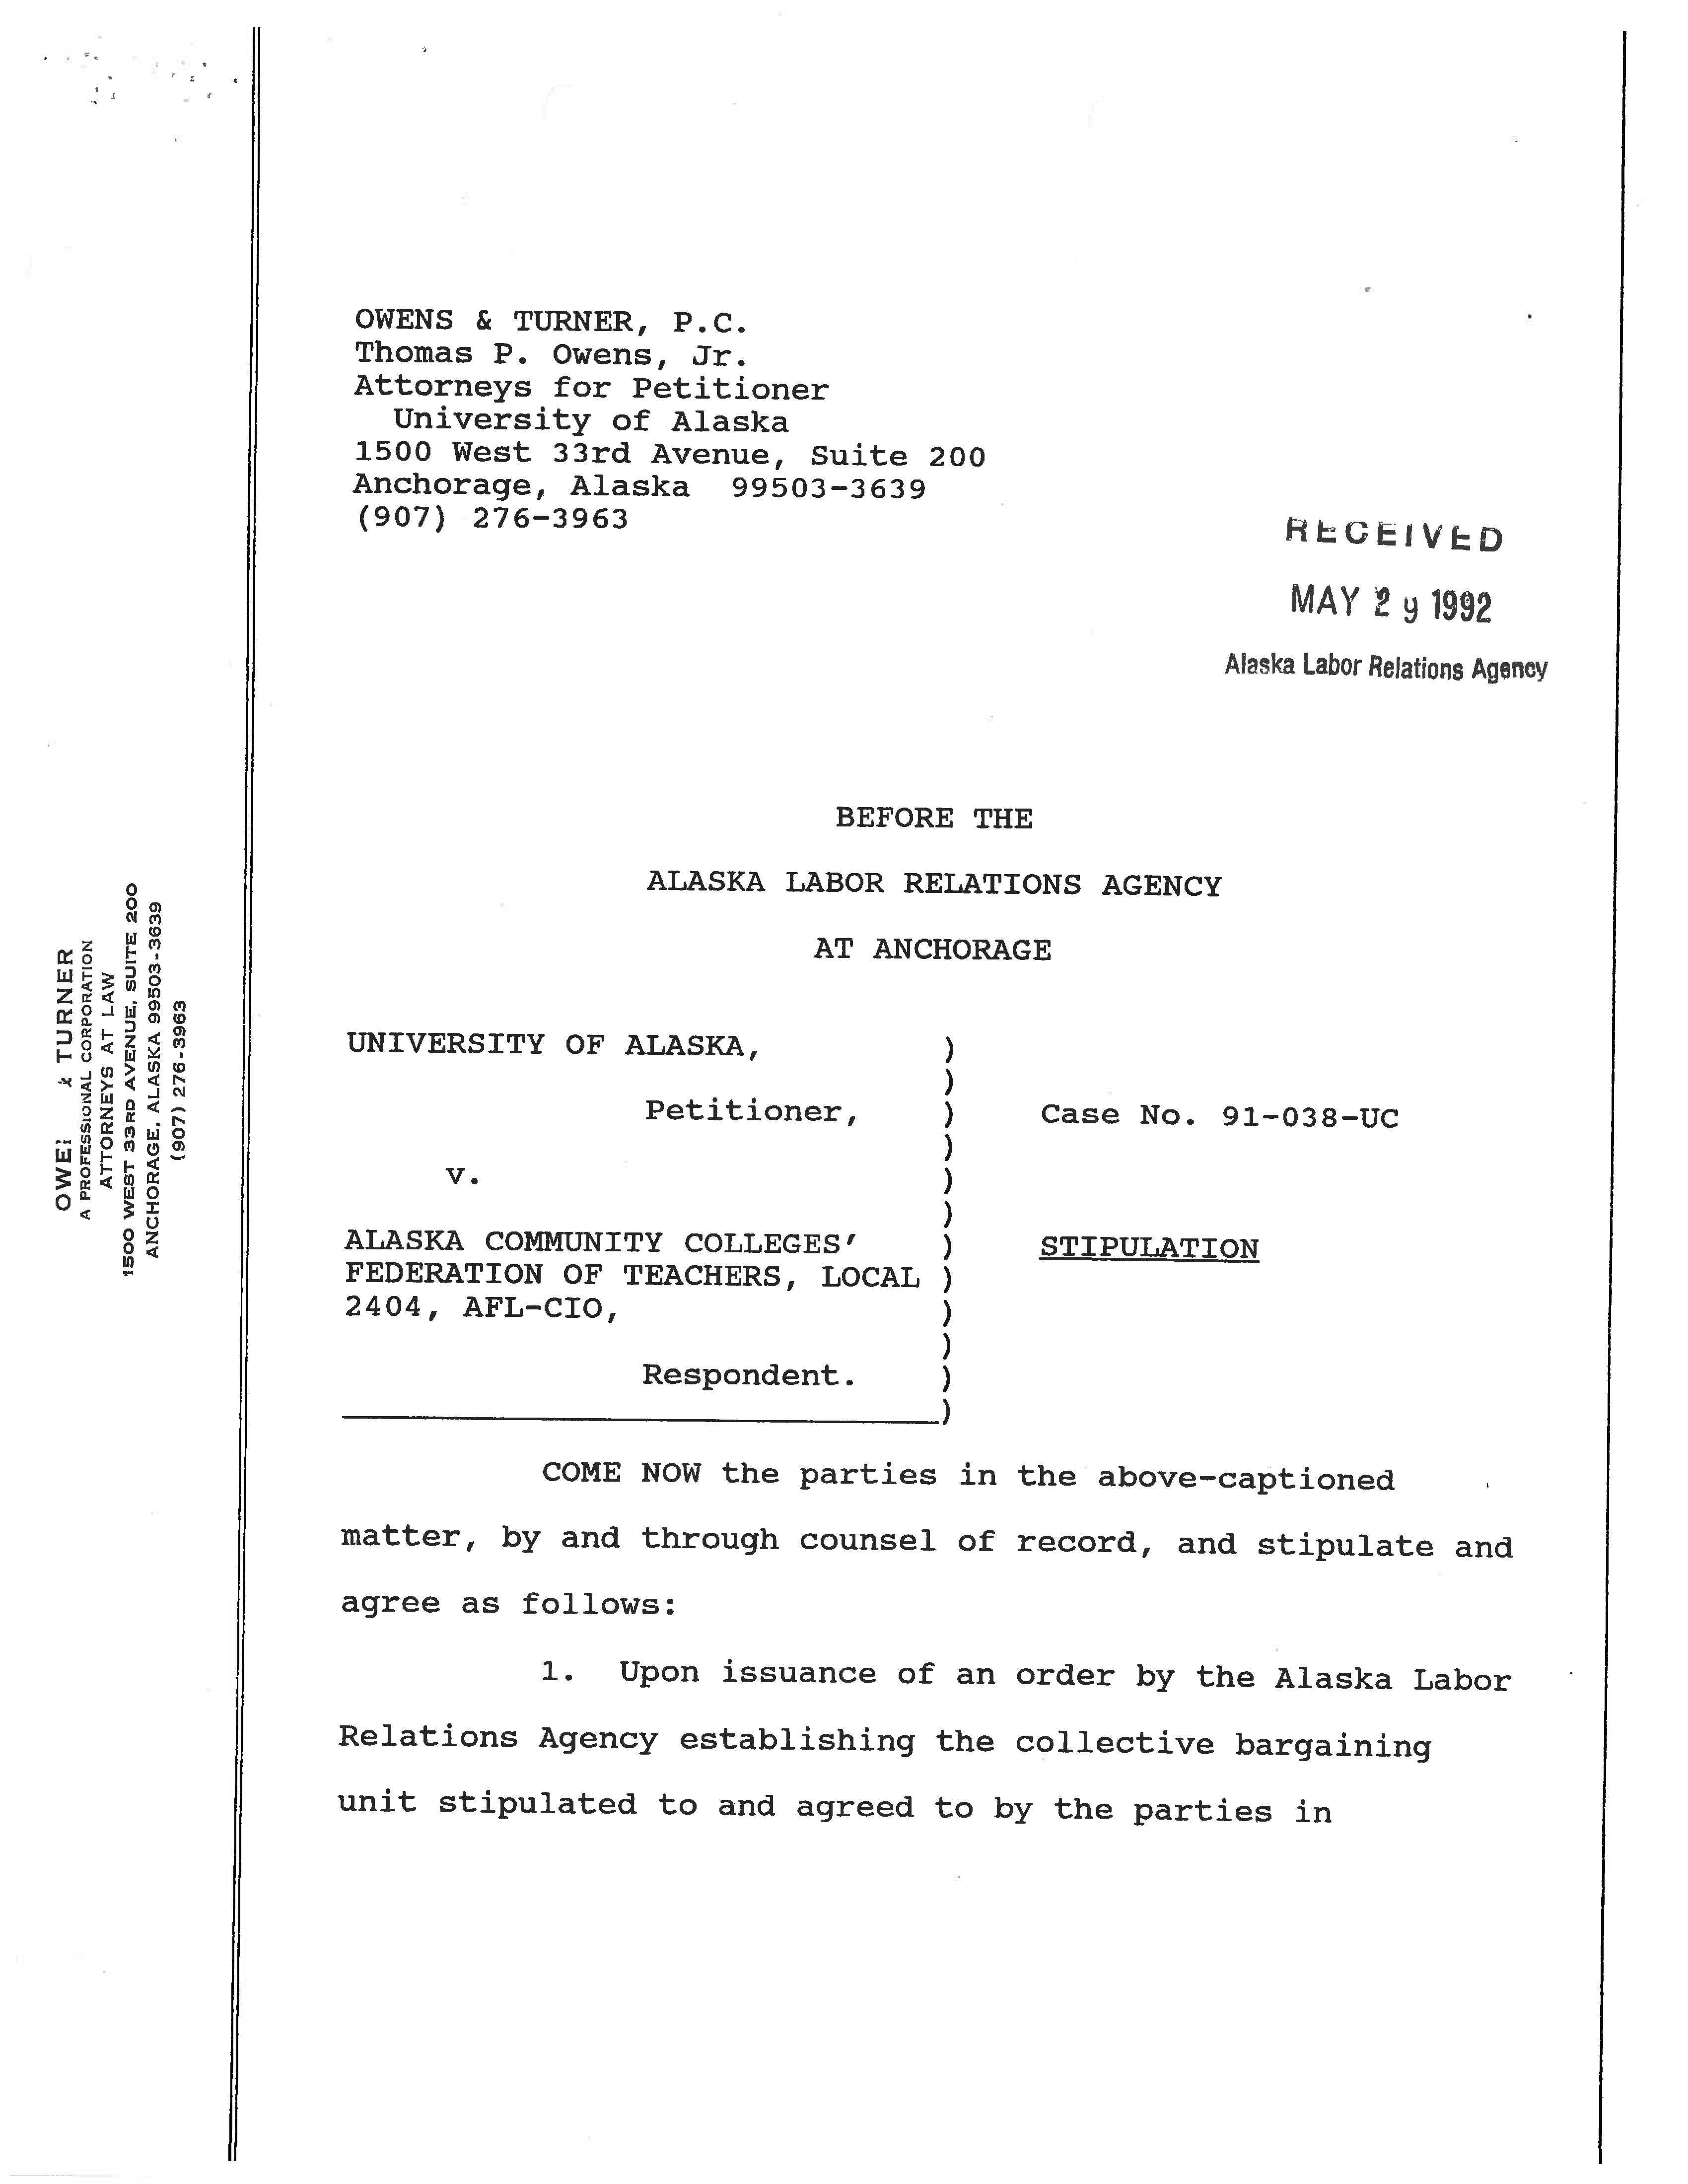 OWENS & TURNER, P.C.
Thomas P. Owens, Jr.
Attorneys for Petitioner
University of Alaska
1500 West 33rd Avenue, Suite 200
Anchorage, Alaska 99503-3639
(907) 276-3963
RECEIVED
MAY 29 1992
Alaska Labor Relations Agency
BEFORE THE
ALASKA LABOR RELATIONS AGENCY
AT ANCHORAGE
UNIVERSITY OF ALASKA, )
)
Petitioner, ) Case No. 91-038-UC
)
v. )
)
ALASKA COMMUNITY COLLEGES' ) STIPULATION
FEDERATION OF TEACHERS, LOCAL )
2404, AFL-CIO, )
)
Respondent. )
)
COME NOW the parties in the above-captioned
matter, by and through counsel of record, and stipulate and
agree as follows:
1. Upon issuance of an order by the Alaska Labor
Relations Agency establishing the collective bargaining
unit stipulated to and agreed to by the parties in
& TURNER
A PROFESSIONAL CORPORATION
ATTORNEYS AT LAW
1500 WEST 33RD AVENUE, SUITE 200
ANCHORAGE, ALASKA 99503-3639
(907) 276-3963